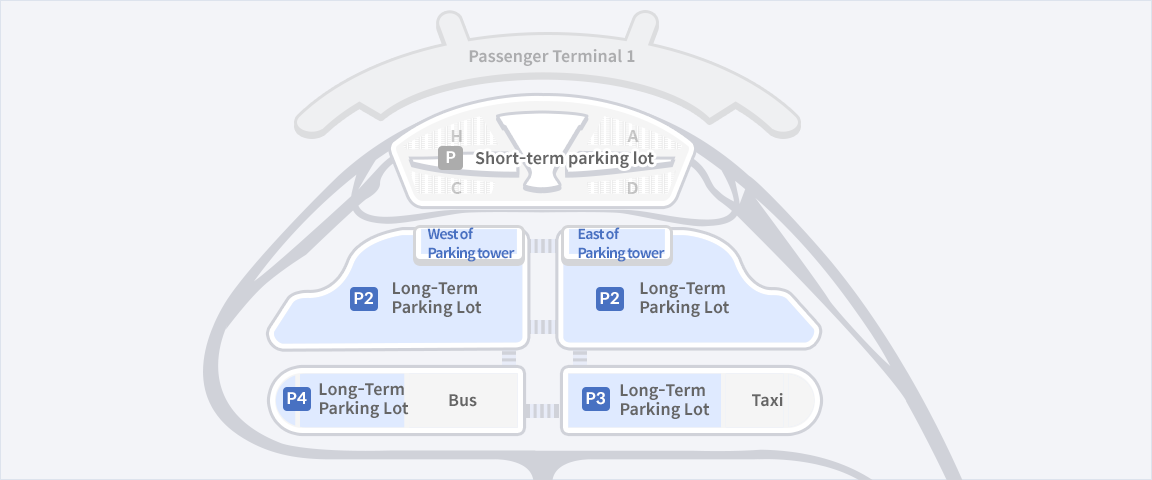 Passenger Terminal 1
H
A
P
Short-term parking lot
C
D
West of
Parking tower
East of
Parking tower
P2
Long-Term
Parking Lot
P2
Long-Term
Parking Lot
P4
Long-Term
Parking Lot
Bus
P3
Long-Term
Parking Lot
Taxi